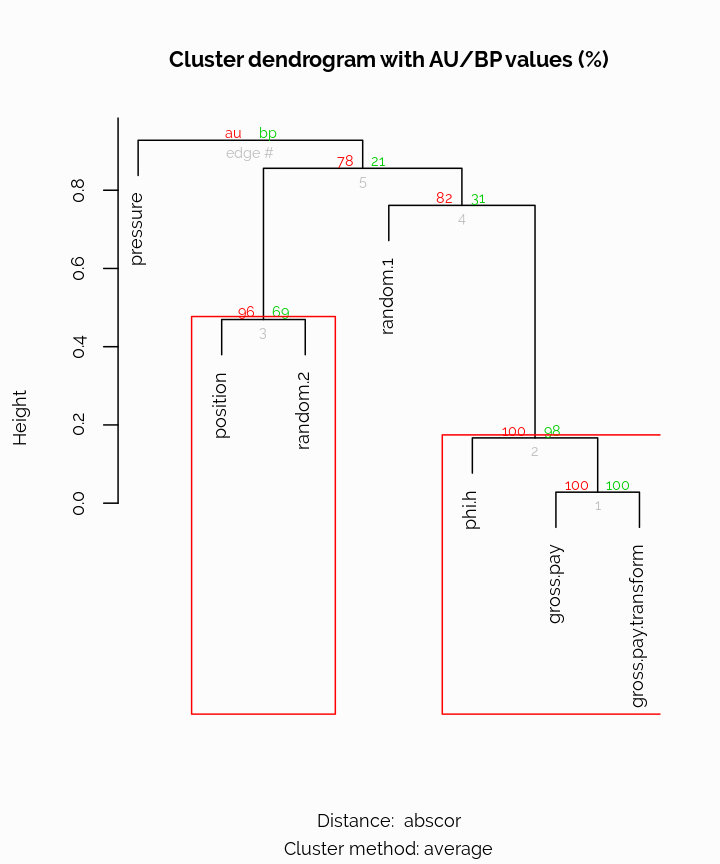 Cluster dendrogram with AU/BP values (%)
au bp
edge #
78 21
5
82 31
4
96 69
3
100 98
2
100 100
1
Height
0.0
0.2
0.4
0.6
0.8
pressure
position
random.2
random.1
phi.h
gross.pay
gross.pay.transform
Distance: abscor
Cluster method: average